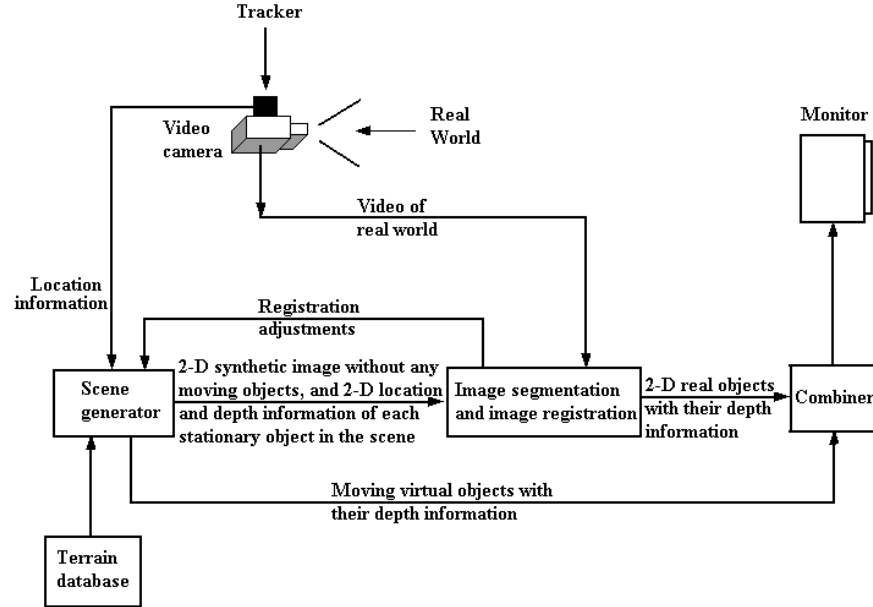 Tracker
Video
camera
Real
World
Monitor
Video of
real world
Location
information
Registration
adjustments
Scene
generator
2-D synthetic image without any
moving objects, and 2-D location
and depth information of each
stationary object in the scene
Image segmentation
and image registration
2-D real objects
with their depth
information
Combiner
Moving virtual objects with
their depth information
Terrain
database